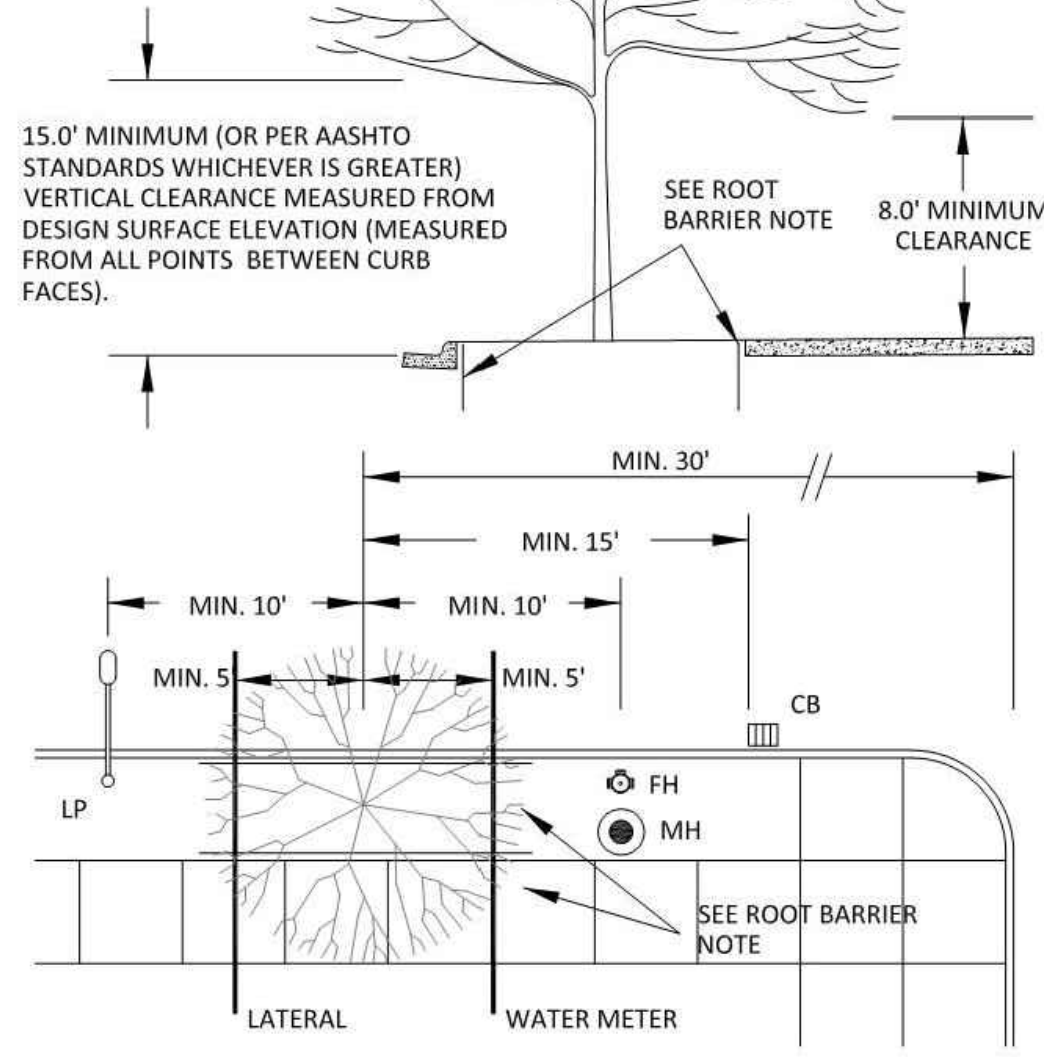 15.0' MINIMUM (OR PER AASHTO
STANDARDS WHICHEVER IS GREATER)
VERTICAL CLEARANCE MEASURED FROM
DESIGN SURFACE ELEVATION (MEASURED
FROM ALL POINTS BETWEEN CURB
FACES).
SEE ROOT
BARRIER NOTE
8.0' MINIMUM
CLEARANCE
MIN. 30'
MIN. 15'
MIN. 10'
MIN. 10'
MIN. 5'
MIN. 5'
CB
LP
FH
MH
SEE ROOT BARRIER
NOTE
LATERAL
WATER METER